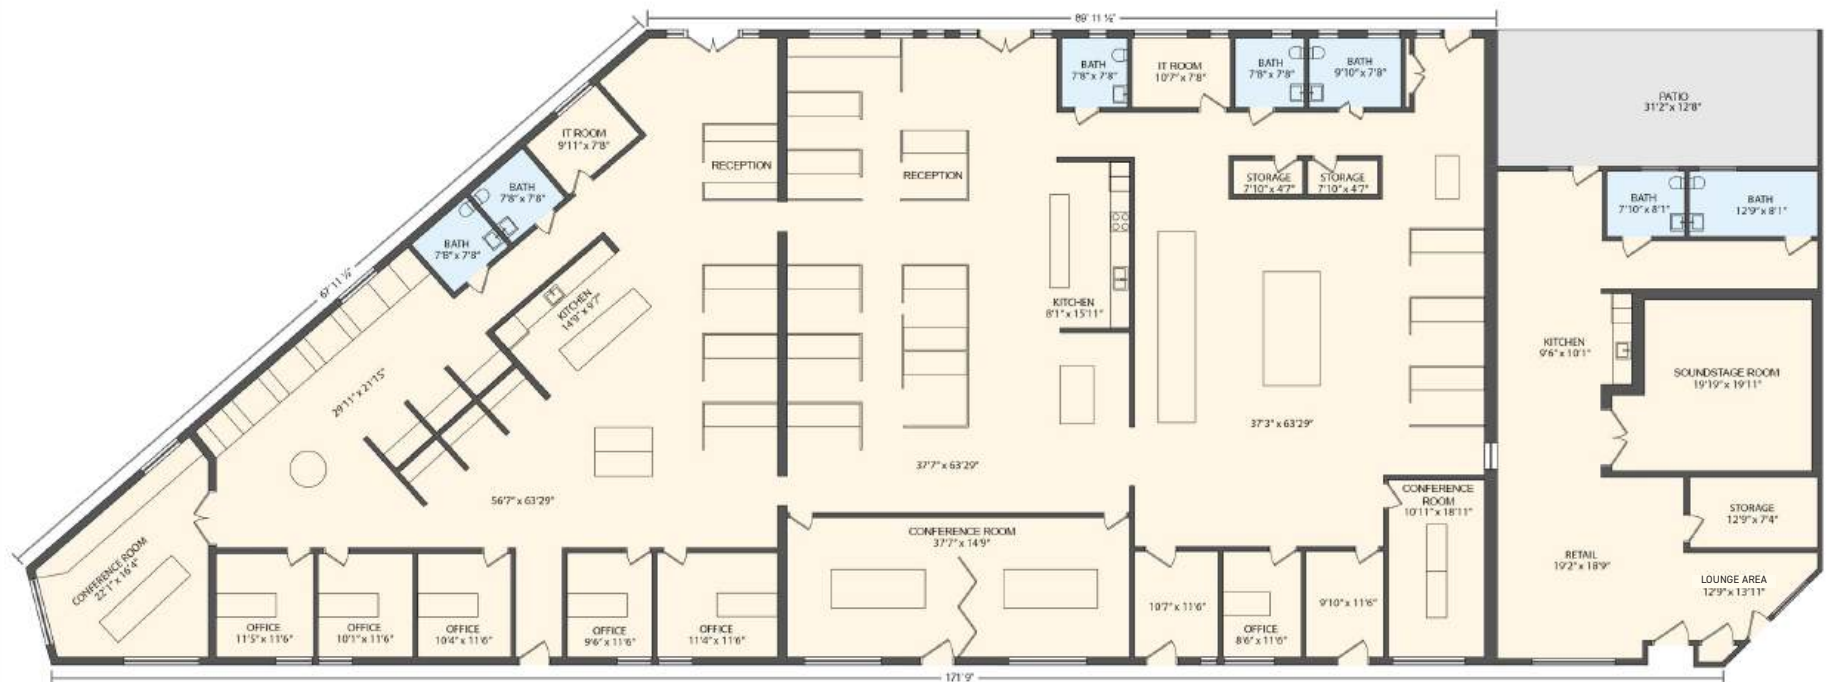 89' 11 ½"
BATH
7'8" x 7'8"
IT ROOM
10'7" x 7'8"
BATH
7'8" x 7'8"
BATH
9'10" x 7'8"
PATIO
31'2" x 12'8"
IT ROOM
9'11" x 7'8"
RECEPTION
RECEPTION
STORAGE
7'10" x 4'7"
STORAGE
7'10" x 4'7"
BATH
7'8" x 7'8"
BATH
7'10" x 8'1"
BATH
12'9" x 8'1"
BATH
7'8" x 7'8"
67' 11 ½"
KITCHEN
14'9" x 9'7"
KITCHEN
8'1" x 15'11"
KITCHEN
9'6" x 10'1"
SOUNDSTAGE ROOM
19'19" x 19'11"
29'11" x 21'15"
37'3" x 63'29"
37'7" x 63'29"
56'7" x 63'29"
CONFERENCE
ROOM
10'11" x 18'11"
STORAGE
12'9" x 7'4"
CONFERENCE ROOM
37'7" x 14'9"
CONFERENCE ROOM
22'1" x 16'4"
RETAIL
19'2" x 18'9"
LOUNGE AREA
12'9" x 13'11"
OFFICE
11'5" x 11'6"
OFFICE
10'1" x 11'6"
OFFICE
10'4" x 11'6"
OFFICE
9'6" x 11'6"
OFFICE
11'4" x 11'6"
10'7" x 11'6"
OFFICE
8'6" x 11'6"
9'10" x 11'6"
171' 9"